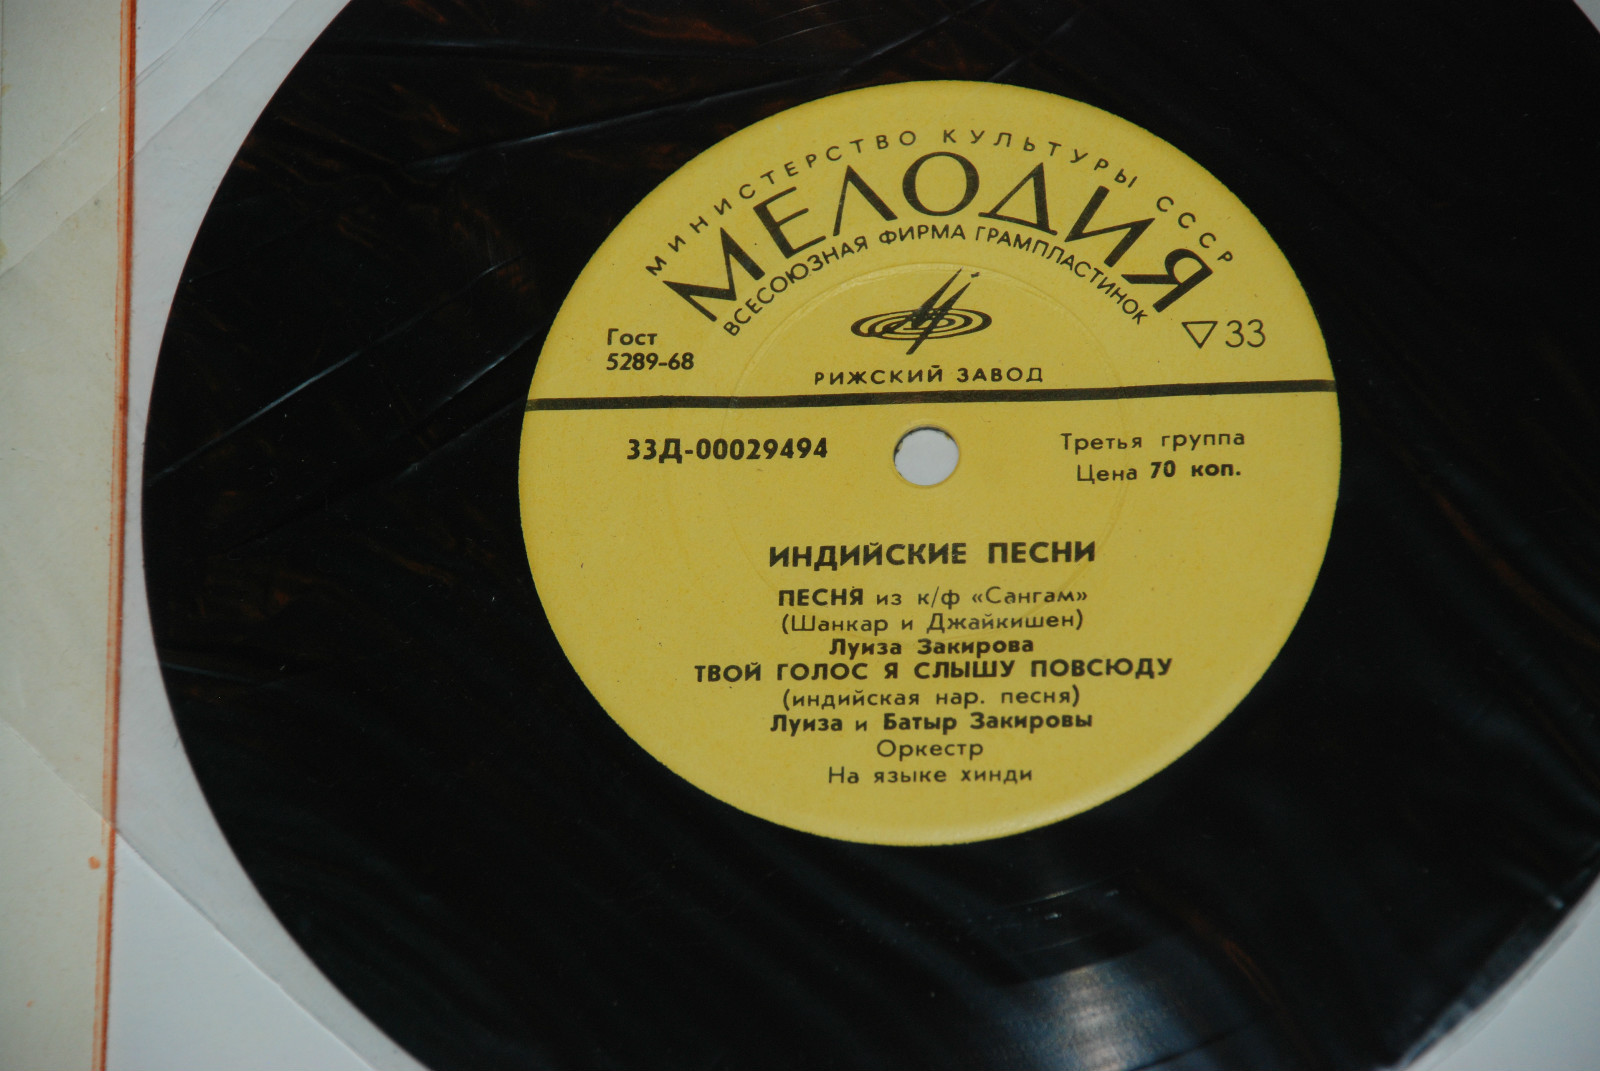 МИНИСТЕРСТВО КУЛЬТУРЫ СССР
МЕЛОДИЯ
ВСЕСОЮЗНАЯ ФИРМА ГРАМПЛАСТИНОК
Гост
5289-68
▽33
РИЖСКИЙ ЗАВОД
33Д-00029494
Третья группа
Цена 70 коп.
ИНДИЙСКИЕ ПЕСНИ
ПЕСНЯ из к/ф «Сангам»
(Шанкар и Джайкишен)
Луиза Закирова
ТВОЙ ГОЛОС Я СЛЫШУ ПОВСЮДУ
(индийская нар. песня)
Луиза и Батыр Закировы
Оркестр
На языке хинди